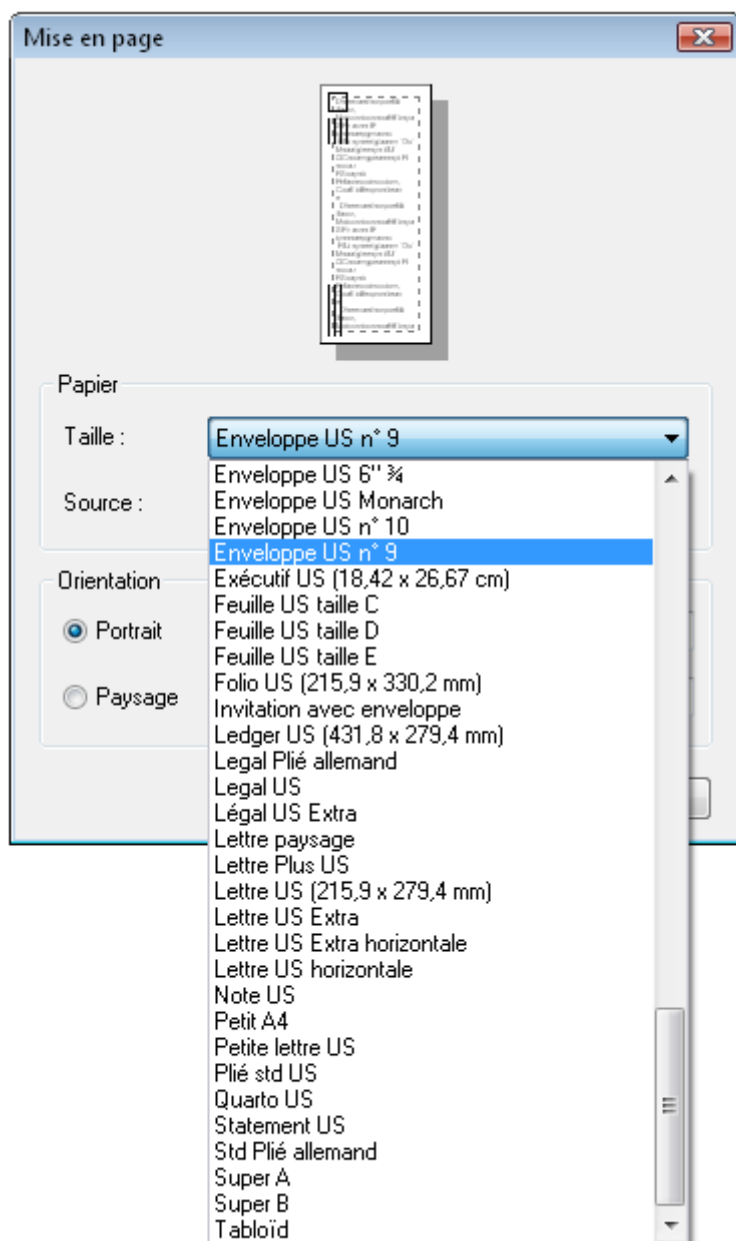 Mise en page
Papier
Taille :
Enveloppe US n° 9
Source :
Orientation
Portrait
Paysage
Enveloppe US 6'' ¾
Enveloppe US Monarch
Enveloppe US n° 10
Enveloppe US n° 9
Exécutif US (18,42 x 26,67 cm)
Feuille US taille C
Feuille US taille D
Feuille US taille E
Folio US (215,9 x 330,2 mm)
Invitation avec enveloppe
Ledger US (431,8 x 279,4 mm)
Legal Plié allemand
Legal US
Légal US Extra
Lettre paysage
Lettre Plus US
Lettre US (215,9 x 279,4 mm)
Lettre US Extra
Lettre US Extra horizontale
Lettre US horizontale
Note US
Petit A4
Petite lettre US
Plié std US
Quarto US
Statement US
Std Plié allemand
Super A
Super B
Tabloïd